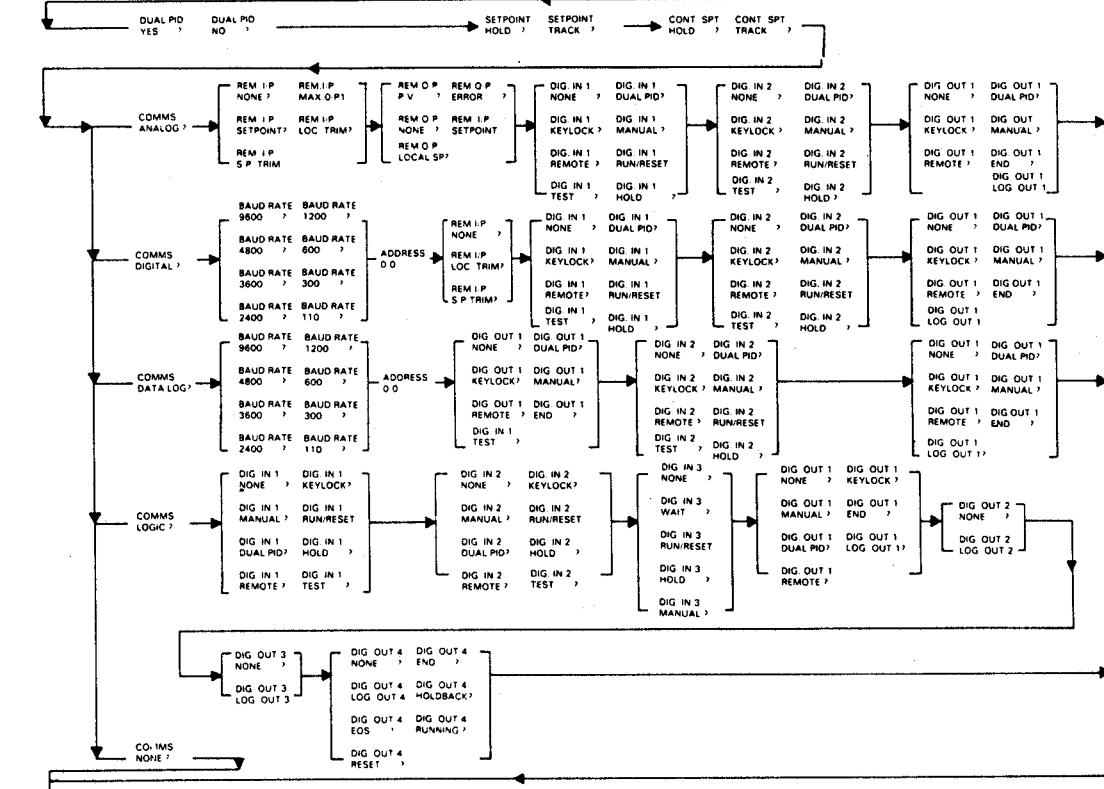 DUAL PID DUAL PID SETPOINT SETPOINT CONT SPT CONT SPT
YES ? NO ? HOLD ? TRACK ? HOLD ? TRACK ?
COMMS
ANALOG?
REM I/P REM.I/P
NONE? MAX O-P1
REM I/P REM I/P
SETPOINT? LOC TRIM?
REM I/P
S P TRIM
REM O P REM O P
P V ? ERROR ?
REM O P REM I/P
NONE ? SETPOINT
REM O P
LOCAL SP?
DIG. IN 1 DIG. IN 1
NONE ? DUAL PID?
DIG. IN 1 DIG. IN 1
KEYLOCK? MANUAL ?
DIG. IN 1 DIG. IN 1
REMOTE? RUN/RESET
DIG. IN 1 DIG. IN 1
TEST ? HOLD ?
DIG. IN 2 DIG. IN 2
NONE ? DUAL PID?
DIG. IN 2 DIG. IN 2
KEYLOCK? MANUAL ?
DIG. IN 2 DIG. IN 2
REMOTE? RUN/RESET
DIG. IN 2 DIG. IN 2
TEST ? HOLD ?
DIG OUT 1 DIG OUT 1
NONE ? DUAL PID?
DIG OUT 1 DIG OUT
KEYLOCK? MANUAL ?
DIG OUT 1 DIG. OUT 1
REMOTE ? END ?
DIG OUT 1
LOG OUT 1
COMMS
DIGITAL ?
BAUD RATE BAUD RATE
9600 ? 1200 ?
BAUD RATE BAUD RATE
4800 ? 600 ?
BAUD RATE BAUD RATE
3600 ? 300 ?
BAUD RATE BAUD RATE
2400 ? 110 ?
ADDRESS
0 0
REM I/P
NONE ?
REM I/P
LOC TRIM?
REM I/P
S P TRIM?
DIG. IN 1 DIG IN 1
NONE ? DUAL PID?
DIG. IN 1 DIG. IN 1
KEYLOCK? MANUAL ?
DIG. IN 1 DIG. IN 1
REMOTE? RUN/RESET
DIG. IN 1 DIG. IN 1
TEST ? HOLD ?
DIG. IN 2 DIG. IN 2
NONE ? DUAL PID?
DIG. IN 2 DIG. IN 2
KEYLOCK? MANUAL ?
DIG. IN 2 DIG. IN 2
REMOTE? RUN/RESET
DIG. IN 2 DIG. IN 2
TEST ? HOLD ?
DIG OUT 1 DIG. OUT 1
NONE ? DUAL PID?
DIG OUT 1 DIG. OUT 1
KEYLOCK? MANUAL ?
DIG. OUT 1 DIG. OUT 1
REMOTE ? END ?
DIG. OUT 1
LOG OUT 1
COMMS
DATA LOG?
BAUD RATE BAUD RATE
9600 ? 1200 ?
BAUD RATE BAUD RATE
4800 ? 600 ?
BAUD RATE BAUD RATE
3600 ? 300 ?
BAUD RATE BAUD RATE
2400 ? 110 ?
ADDRESS
0 0
DIG OUT 1 DIG. OUT 1
NONE ? DUAL PID?
DIG. OUT 1 DIG. OUT 1
KEYLOCK? MANUAL?
DIG. OUT 1 DIG. OUT 1
REMOTE ? END ?
DIG. IN 1
TEST ?
DIG IN 2 DIG IN 2
NONE ? DUAL PID?
DIG IN 2 DIG. IN 2
KEYLOCK ? MANUAL ?
DIG IN 2 DIG. IN 2
REMOTE ? RUN/RESET
DIG. IN 2 DIG. IN 2
TEST ? HOLD ?
DIG OUT 1 DIG. OUT 1
NONE ? DUAL PID?
DIG. OUT 1 DIG. OUT 1
KEYLOCK? MANUAL?
DIG. OUT 1 DIG OUT 1
REMOTE ? END ?
DIG. OUT 1
LOG OUT 1?
COMMS
LOGIC ?
DIG IN 1 DIG. IN 1
NONE ? KEYLOCK?
DIG IN 1 DIG IN 1
MANUAL ? RUN/RESET
DIG IN 1 DIG. IN 1
DUAL PID? HOLD ?
DIG IN 1 DIG. IN 1
REMOTE ? TEST ?
DIG IN 2 DIG. IN 2
NONE ? KEYLOCK?
DIG IN 2 DIG IN 2
MANUAL ? RUN/RESET
DIG. IN 2 DIG. IN 2
DUAL PID? HOLD ?
DIG IN 2 DIG. IN 2
REMOTE ? TEST ?
DIG IN 3
NONE ?
DIG IN 3
WAIT ?
DIG IN 3
RUN/RESET
DIG IN 3
HOLD ?
DIG IN 3
MANUAL ?
DIG OUT 1 DIG OUT 1
NONE ? KEYLOCK?
DIG OUT 1 DIG OUT 1
MANUAL ? END ?
DIG. OUT 1 DIG OUT 1
DUAL PID? LOG OUT 1?
DIG. OUT 1
REMOTE ?
DIG OUT 2
NONE ?
DIG OUT 2
LOG OUT 2
DIG OUT 3
NONE ?
DIG OUT 3
LOG OUT 3
DIG OUT 4 DIG OUT 4
NONE ? END ?
DIG OUT 4 DIG OUT 4
LOG OUT 4 HOLDBACK?
DIG OUT 4 DIG OUT 4
EOS ? RUNNING ?
DIG OUT 4
RESET ?
COMMS
NONE ?